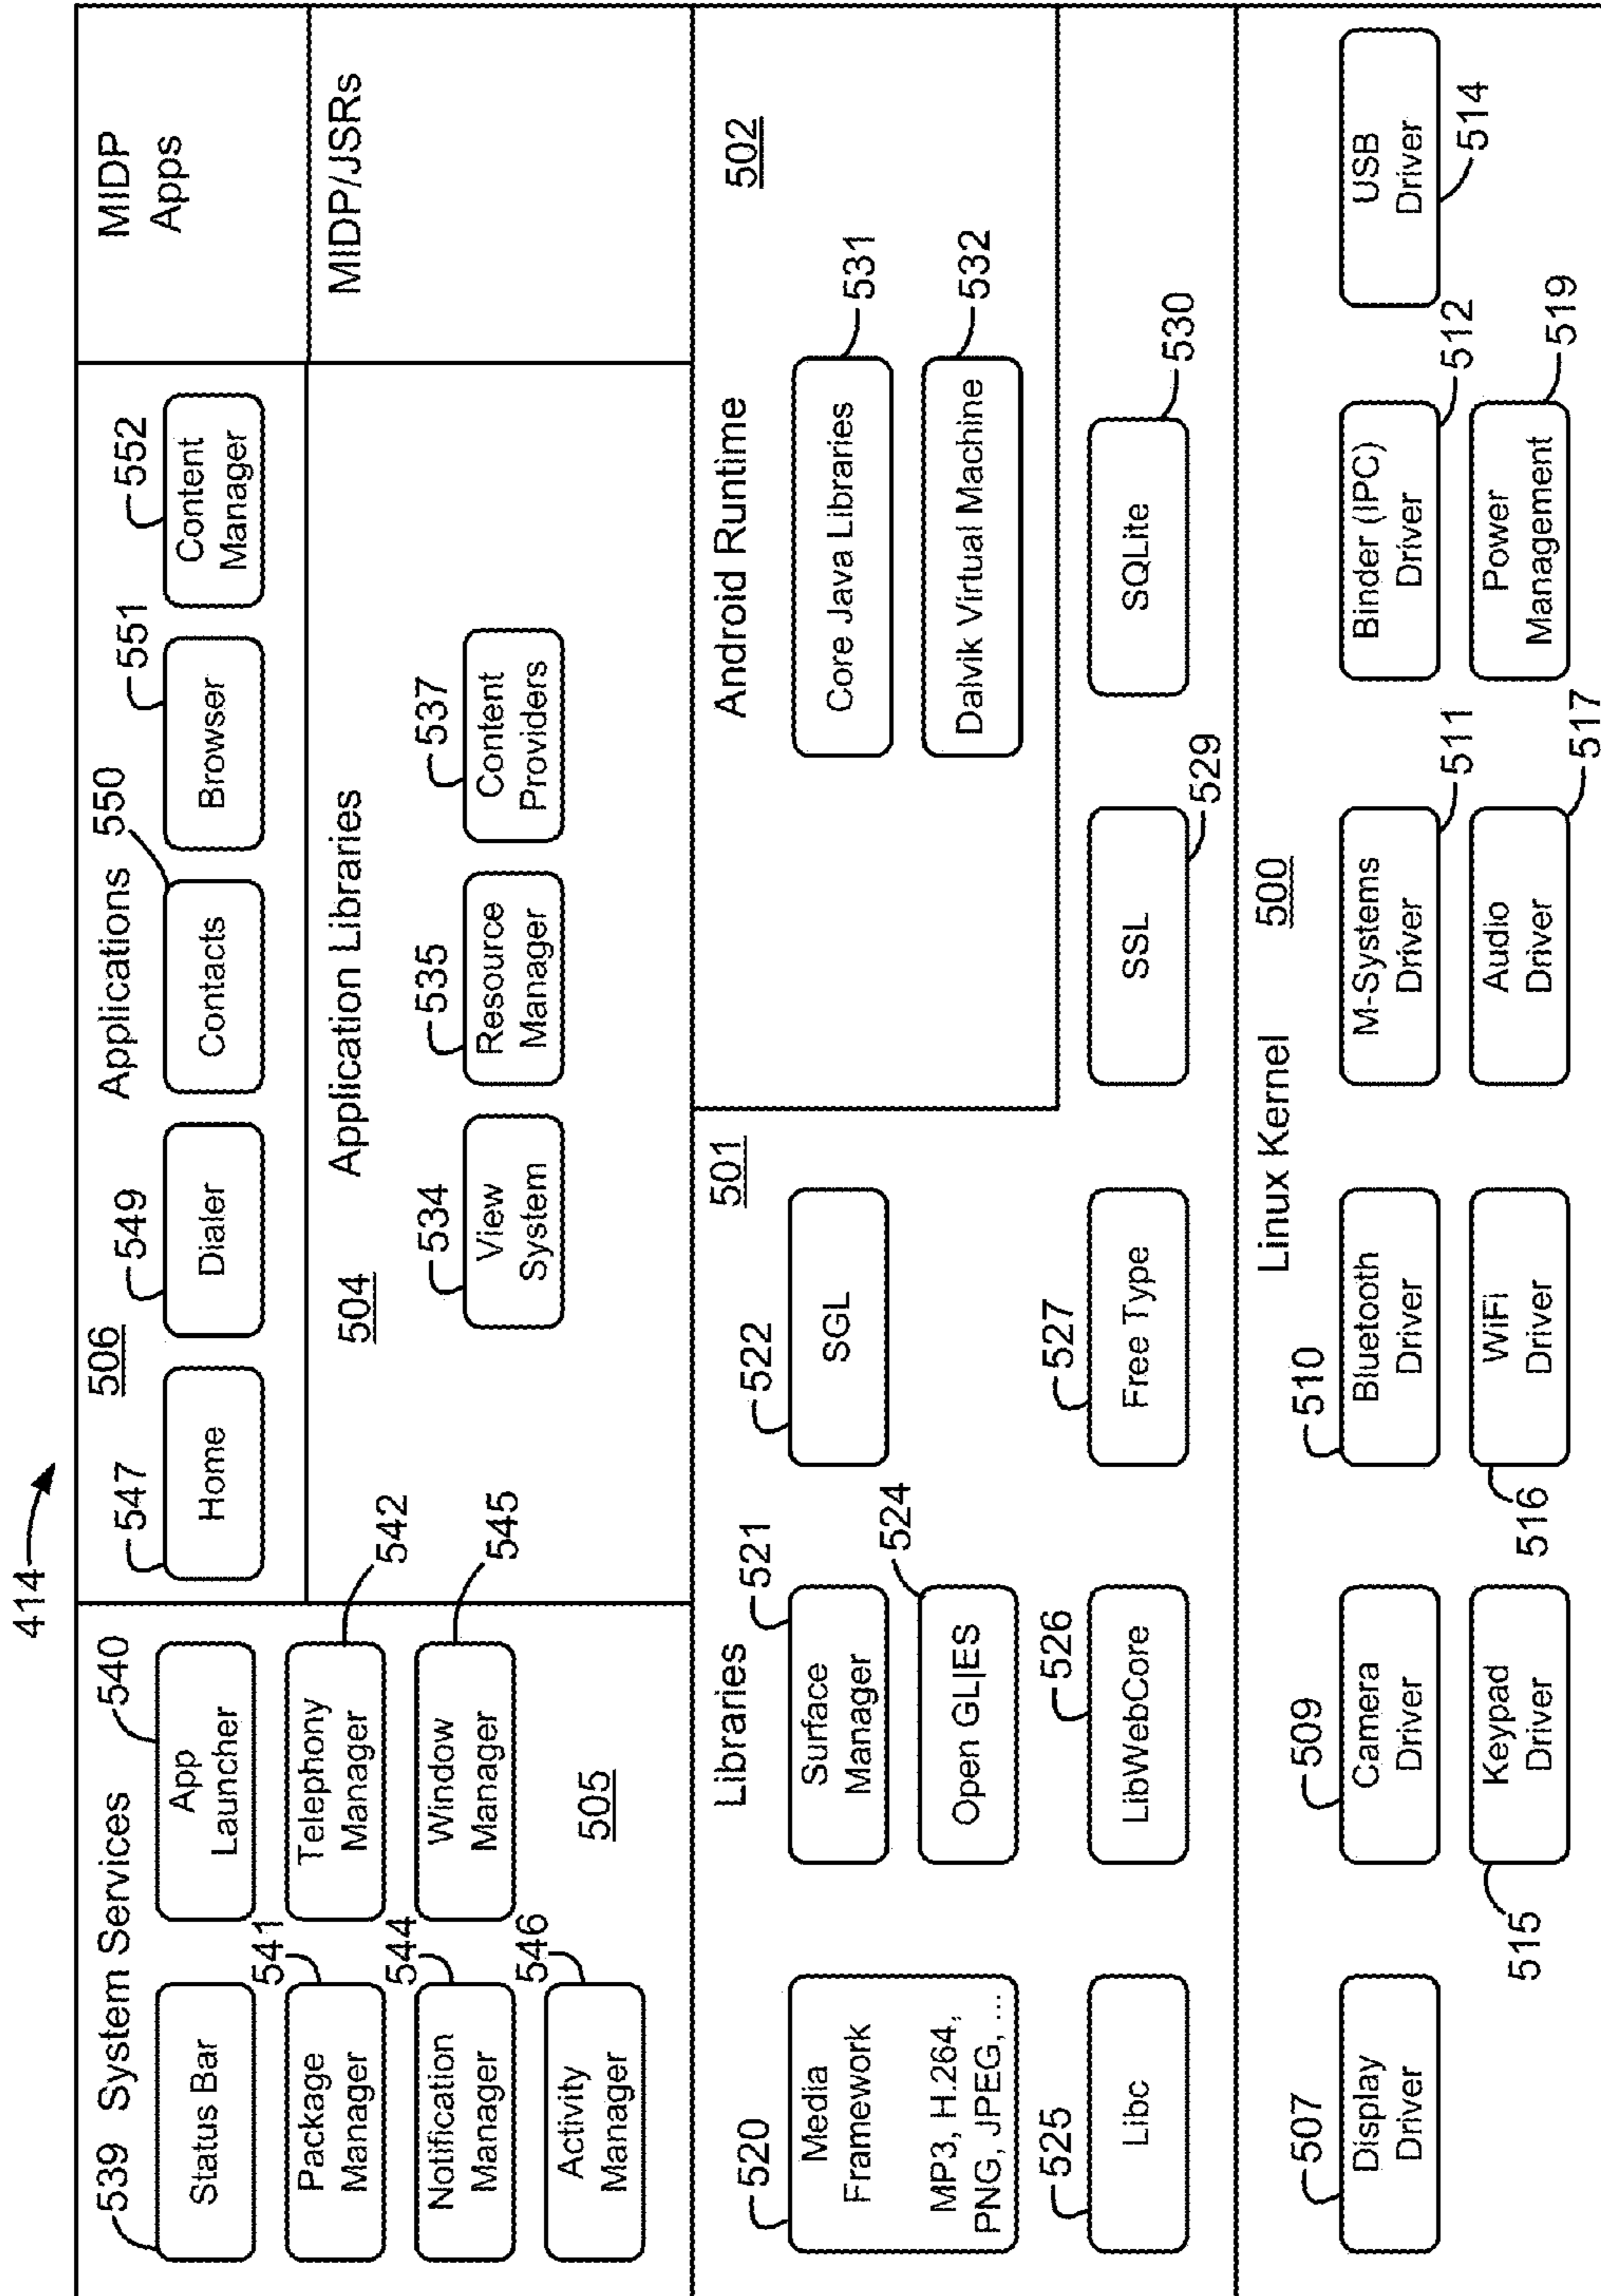 414
539
System Services
540
Status Bar
App
Launcher
541
Package
Manager
Telephony
Manager
542
544
Notification
Manager
Window
Manager
545
546
Activity
Manager
505
547
506
549
Applications
550
551
552
Home
Dialer
Contacts
Browser
Content
Manager
MIDP
Apps
504
Application Libraries
534
535
537
View
System
Resource
Manager
Content
Providers
MIDP/JSRs
520
Libraries
521
522
501
Media
Framework
MP3, H.264,
PNG, JPEG, ...
Surface
Manager
SGL
524
Open GL|ES
Android Runtime
502
Core Java Libraries
531
Dalvik Virtual Machine
532
525
526
527
Libc
LibWebCore
Free Type
SSL
529
SQLite
530
Linux Kernel
500
507
509
510
Display
Driver
Camera
Driver
Bluetooth
Driver
M-Systems
Driver
511
Binder (IPC)
Driver
512
USB
Driver
514
515
Keypad
Driver
516
WiFi
Driver
Audio
Driver
517
Power
Management
519